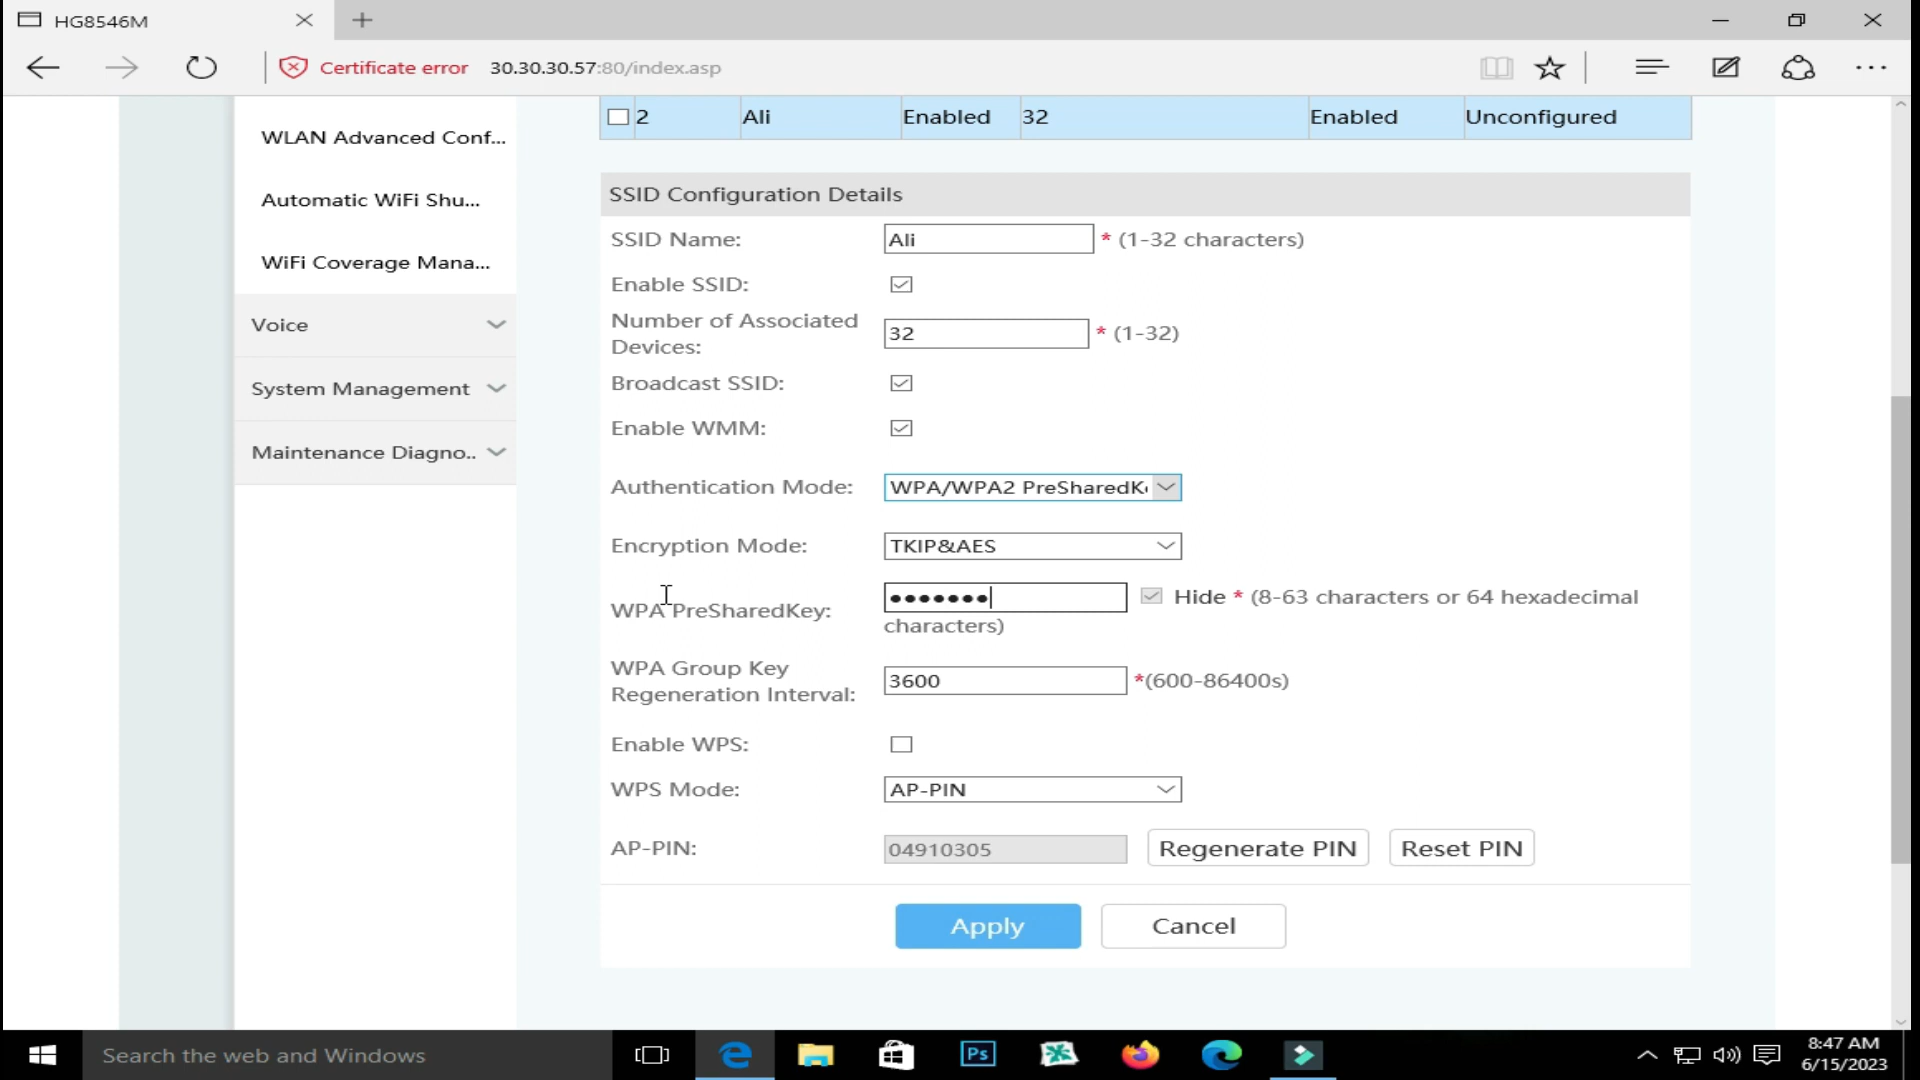 HG8546M
Certificate error 30.30.30.57:80/index.asp
2 Ali Enabled 32 Enabled Unconfigured
WLAN Advanced Conf...
Automatic WiFi Shu...
WiFi Coverage Mana...
Voice
System Management
Maintenance Diagno..
SSID Configuration Details
SSID Name: Ali * (1-32 characters)
Enable SSID:
Number of Associated
Devices: 32 * (1-32)
Broadcast SSID:
Enable WMM:
Authentication Mode: WPA/WPA2 PreSharedK
Encryption Mode: TKIP&AES
WPA PreSharedKey: ●●●●●●● Hide * (8-63 characters or 64 hexadecimal
characters)
WPA Group Key
Regeneration Interval: 3600 *(600-86400s)
Enable WPS:
WPS Mode: AP-PIN
AP-PIN: 04910305 Regenerate PIN Reset PIN
Apply Cancel
Search the web and Windows
Ps
8:47 AM
6/15/2023